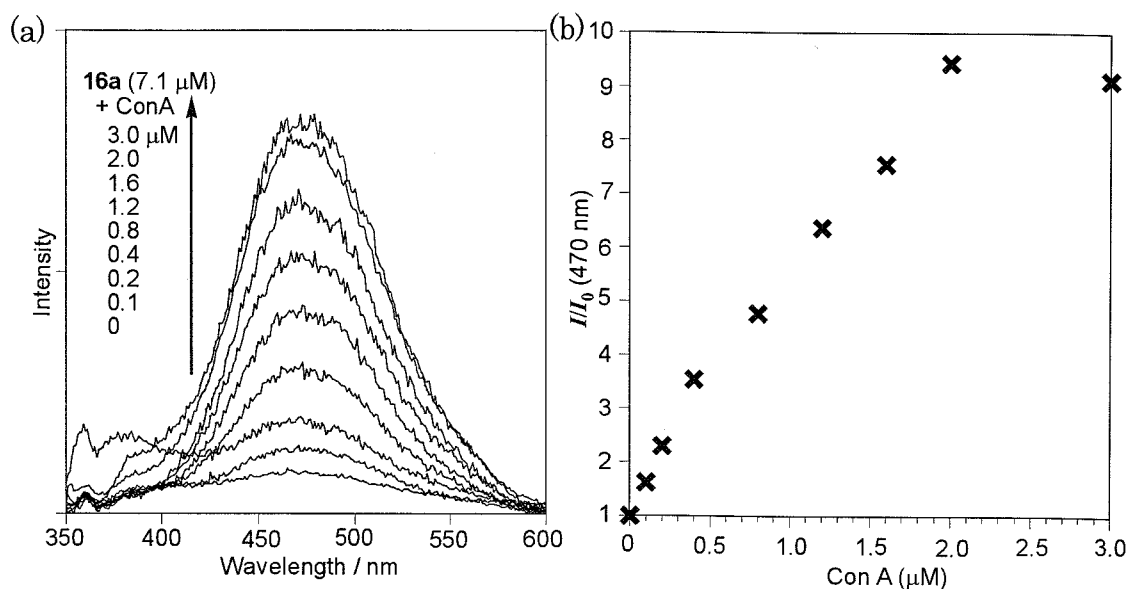 (a)
16a (7.1 μM)
+ ConA
3.0 μM
2.0
1.6
1.2
0.8
0.4
0.2
0.1
0
Intensity
350 400 450 500 550 600
Wavelength / nm
(b)
10
9
8
7
6
5
4
3
2
1
I/I0 (470 nm)
0 0.5 1.0 1.5 2.0 2.5 3.0
Con A (μM)